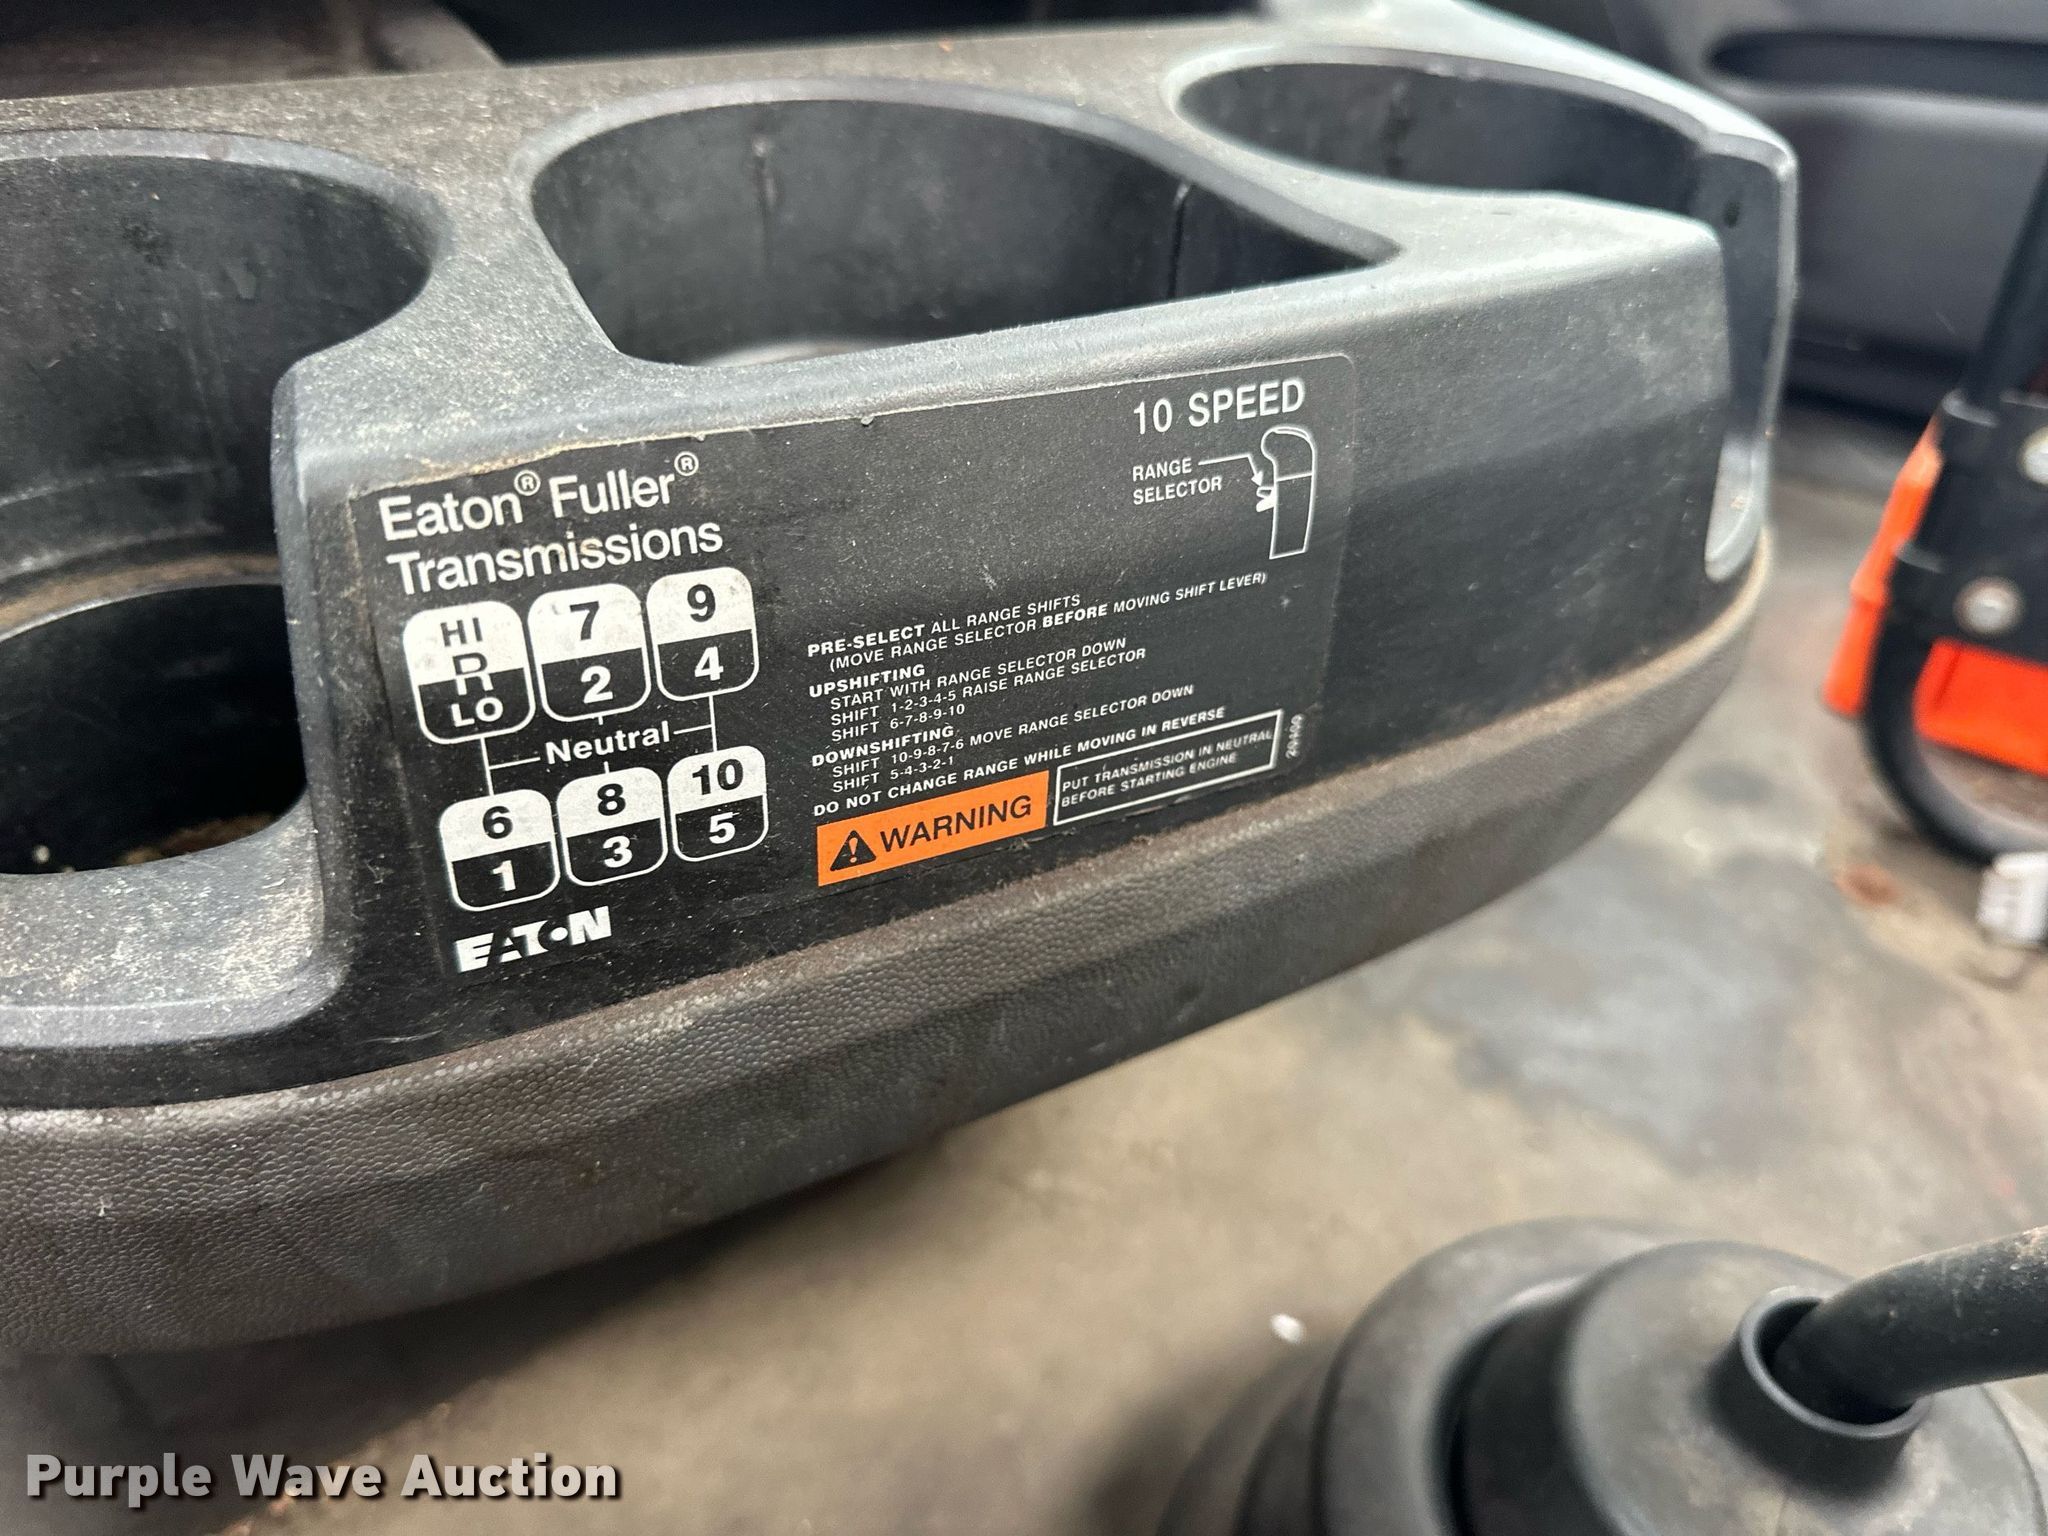 Eaton® Fuller®
Transmissions
10 SPEED
RANGE
SELECTOR
HI
R
LO
7
2
9
4
Neutral
6
1
8
3
10
5
EATON
PRE-SELECT ALL RANGE SHIFTS
(MOVE RANGE SELECTOR BEFORE MOVING SHIFT LEVER)
UPSHIFTING
START WITH RANGE SELECTOR DOWN
SHIFT 1-2-3-4-5 RAISE RANGE SELECTOR
SHIFT 6-7-8-9-10
DOWNSHIFTING
SHIFT 10-9-8-7-6 MOVE RANGE SELECTOR DOWN
SHIFT 5-4-3-2-1
DO NOT CHANGE RANGE WHILE MOVING IN REVERSE
WARNING
PUT TRANSMISSION IN NEUTRAL
BEFORE STARTING ENGINE
Purple Wave Auction